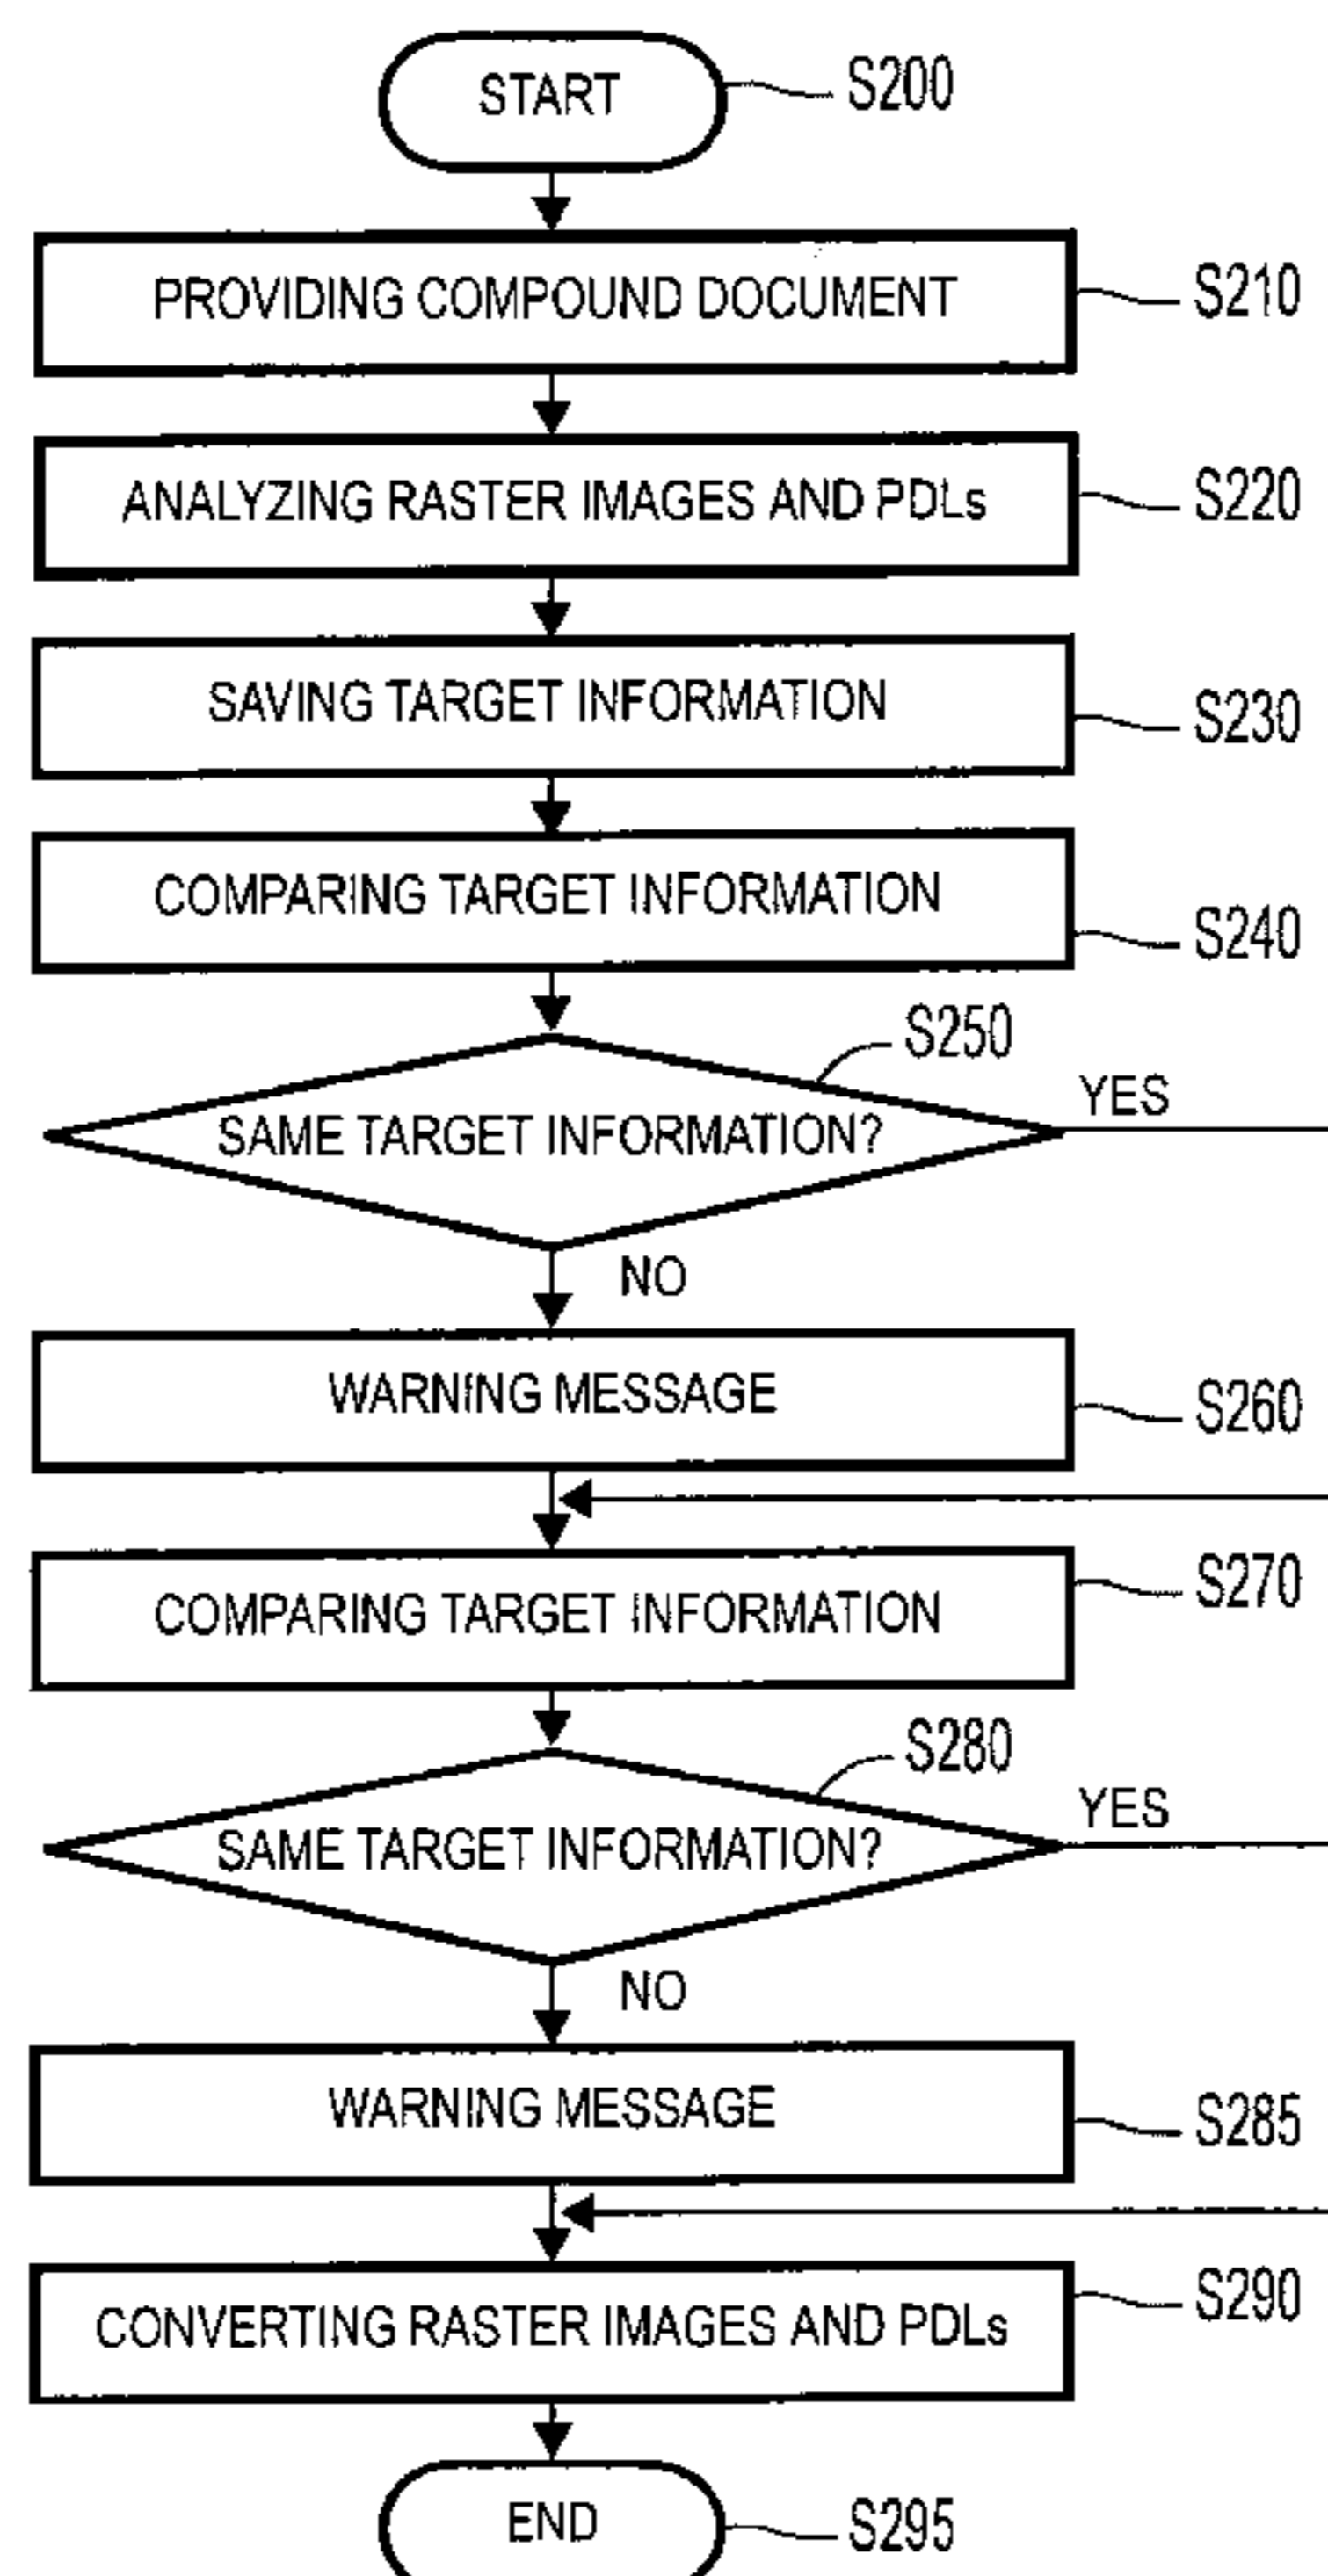 START
S200
PROVIDING COMPOUND DOCUMENT
S210
ANALYZING RASTER IMAGES AND PDLs
S220
SAVING TARGET INFORMATION
S230
COMPARING TARGET INFORMATION
S240
S250
SAME TARGET INFORMATION?
YES
NO
WARNING MESSAGE
S260
COMPARING TARGET INFORMATION
S270
S280
SAME TARGET INFORMATION?
YES
NO
WARNING MESSAGE
S285
CONVERTING RASTER IMAGES AND PDLs
S290
END
S295